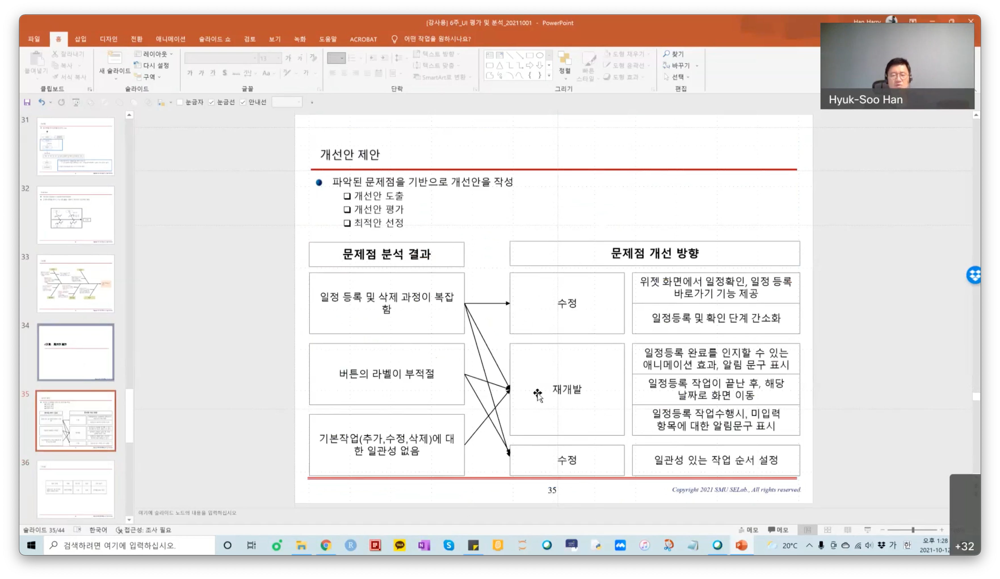 [강사용] 6주_UI 평가 및 분석_20211001 - PowerPoint
Han Harry
파일 홈 삽입 디자인 전환 애니메이션 슬라이드 쇼 검토 보기 녹화 도움말 ACROBAT 어떤 작업을 원하시나요?
붙여넣기
잘라내기
복사
서식 복사
클립보드
새 슬라이드
레이아웃
다시 설정
구역
슬라이드
13
글꼴
텍스트 방향
텍스트 맞춤
SmartArt로 변환
단락
정렬
빠른
스타일
도형 채우기
도형 윤곽선
도형 효과
그리기
찾기
바꾸기
선택
편집
Hyuk-Soo Han
눈금자 눈금선 안내선
31
32
33
34
35
36
개선안 제안
파악된 문제점을 기반으로 개선안을 작성
개선안 도출
개선안 평가
최적안 선정
문제점 분석 결과
문제점 개선 방향
일정 등록 및 삭제 과정이 복잡
함
수정
위젯 화면에서 일정확인, 일정 등록
바로가기 기능 제공
일정등록 및 확인 단계 간소화
버튼의 라벨이 부적절
재개발
일정등록 완료를 인지할 수 있는
애니메이션 효과, 알림 문구 표시
일정등록 작업이 끝난 후, 해당
날짜로 화면 이동
일정등록 작업수행시, 미입력
항목에 대한 알림문구 표시
기본작업(추가,수정,삭제)에 대
한 일관성 없음
수정
일관성 있는 작업 순서 설정
35
Copyright 2021 SMU SELab., All rights reserved.
여기에 슬라이드 노트의 내용을 입력하십시오
슬라이드 35/44 한국어 접근성: 조사 필요
메모 메모
검색하려면 여기에 입력하십시오.
20°C
가 한
오후 1:28
2021-10-12
+32